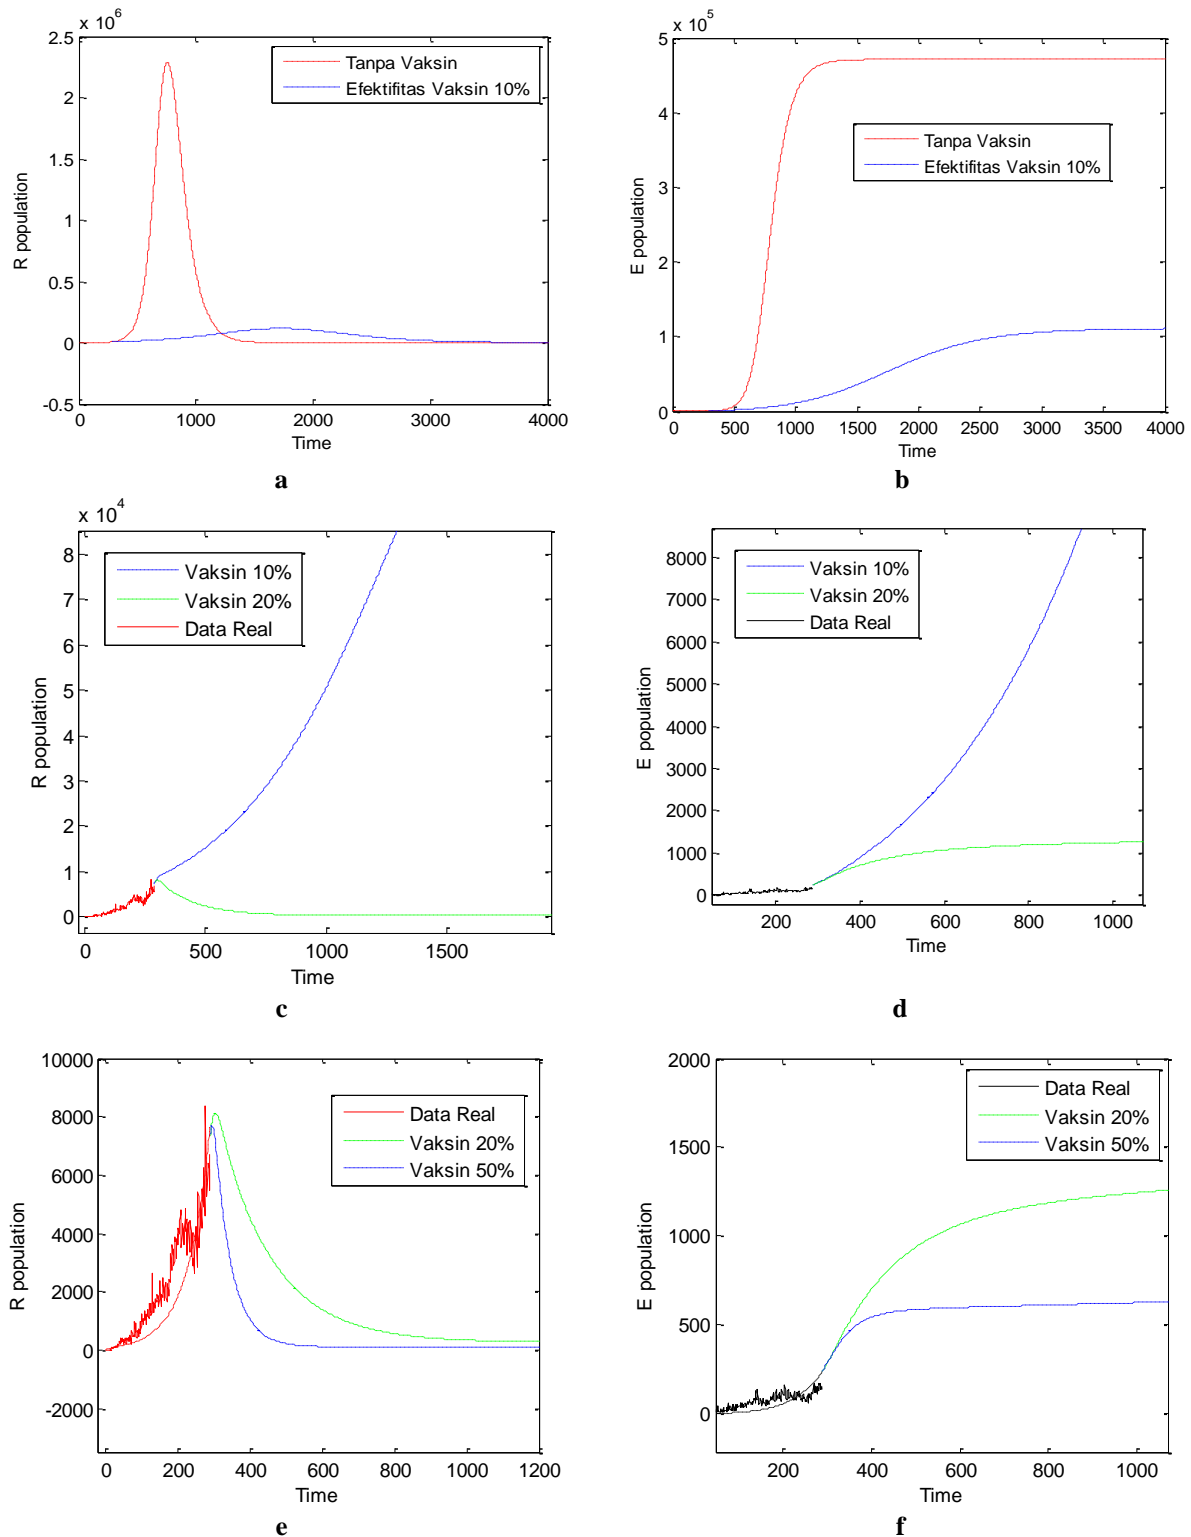 x 10^6
2.5
2
1.5
1
0.5
0
-0.5
R population
Tanpa Vaksin
Efektifitas Vaksin 10%
0 1000 2000 3000 4000
Time
a
x 10^5
5
4
3
2
1
0
E population
Tanpa Vaksin
Efektifitas Vaksin 10%
0 500 1000 1500 2000 2500 3000 3500 4000
Time
b
x 10^4
8
7
6
5
4
3
2
1
0
R population
Vaksin 10%
Vaksin 20%
Data Real
0 500 1000 1500
Time
c
8000
7000
6000
5000
4000
3000
2000
1000
0
E population
Vaksin 10%
Vaksin 20%
Data Real
200 400 600 800 1000
Time
d
10000
8000
6000
4000
2000
0
-2000
R population
Data Real
Vaksin 20%
Vaksin 50%
0 200 400 600 800 1000 1200
Time
e
2000
1500
1000
500
0
E population
Data Real
Vaksin 20%
Vaksin 50%
200 400 600 800 1000
Time
f